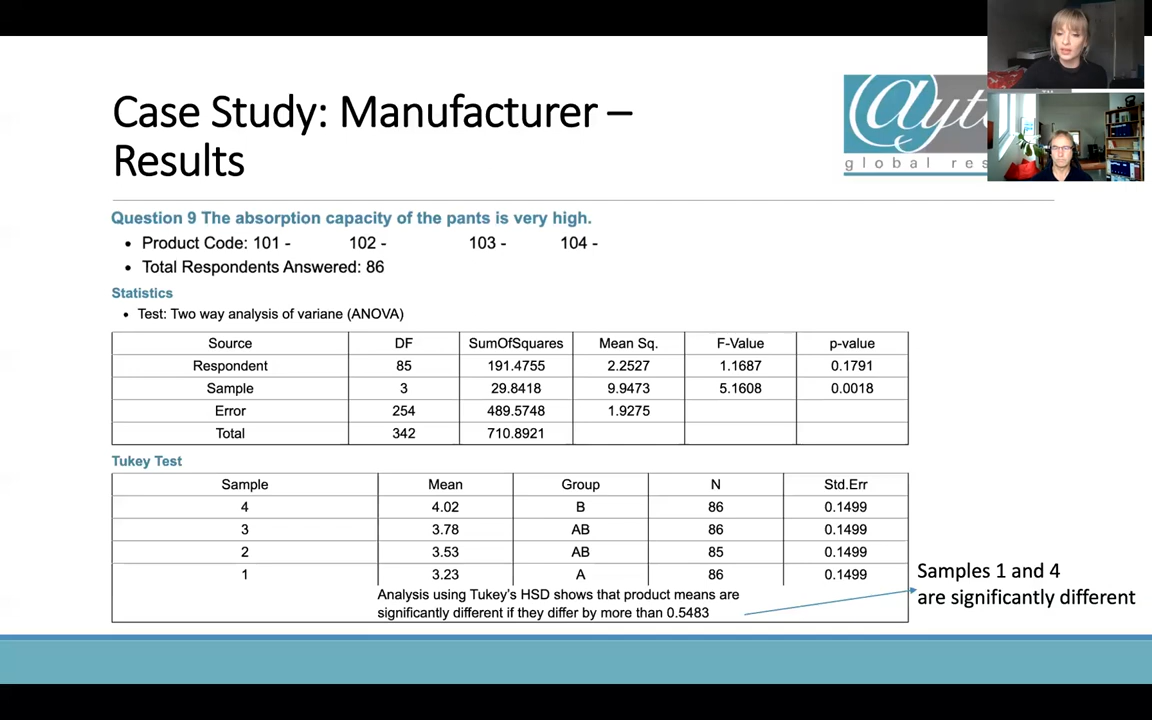 Case Study: Manufacturer –
Results
@yt
global res
Question 9 The absorption capacity of the pants is very high.
• Product Code: 101 - 102 - 103 - 104 -
• Total Respondents Answered: 86
Statistics
• Test: Two way analysis of variane (ANOVA)
Source DF SumOfSquares Mean Sq. F-Value p-value
Respondent 85 191.4755 2.2527 1.1687 0.1791
Sample 3 29.8418 9.9473 5.1608 0.0018
Error 254 489.5748 1.9275
Total 342 710.8921
Tukey Test
Sample Mean Group N Std.Err
4 4.02 B 86 0.1499
3 3.78 AB 86 0.1499
2 3.53 AB 85 0.1499
1 3.23 A 86 0.1499
Analysis using Tukey's HSD shows that product means are
significantly different if they differ by more than 0.5483
Samples 1 and 4
are significantly different